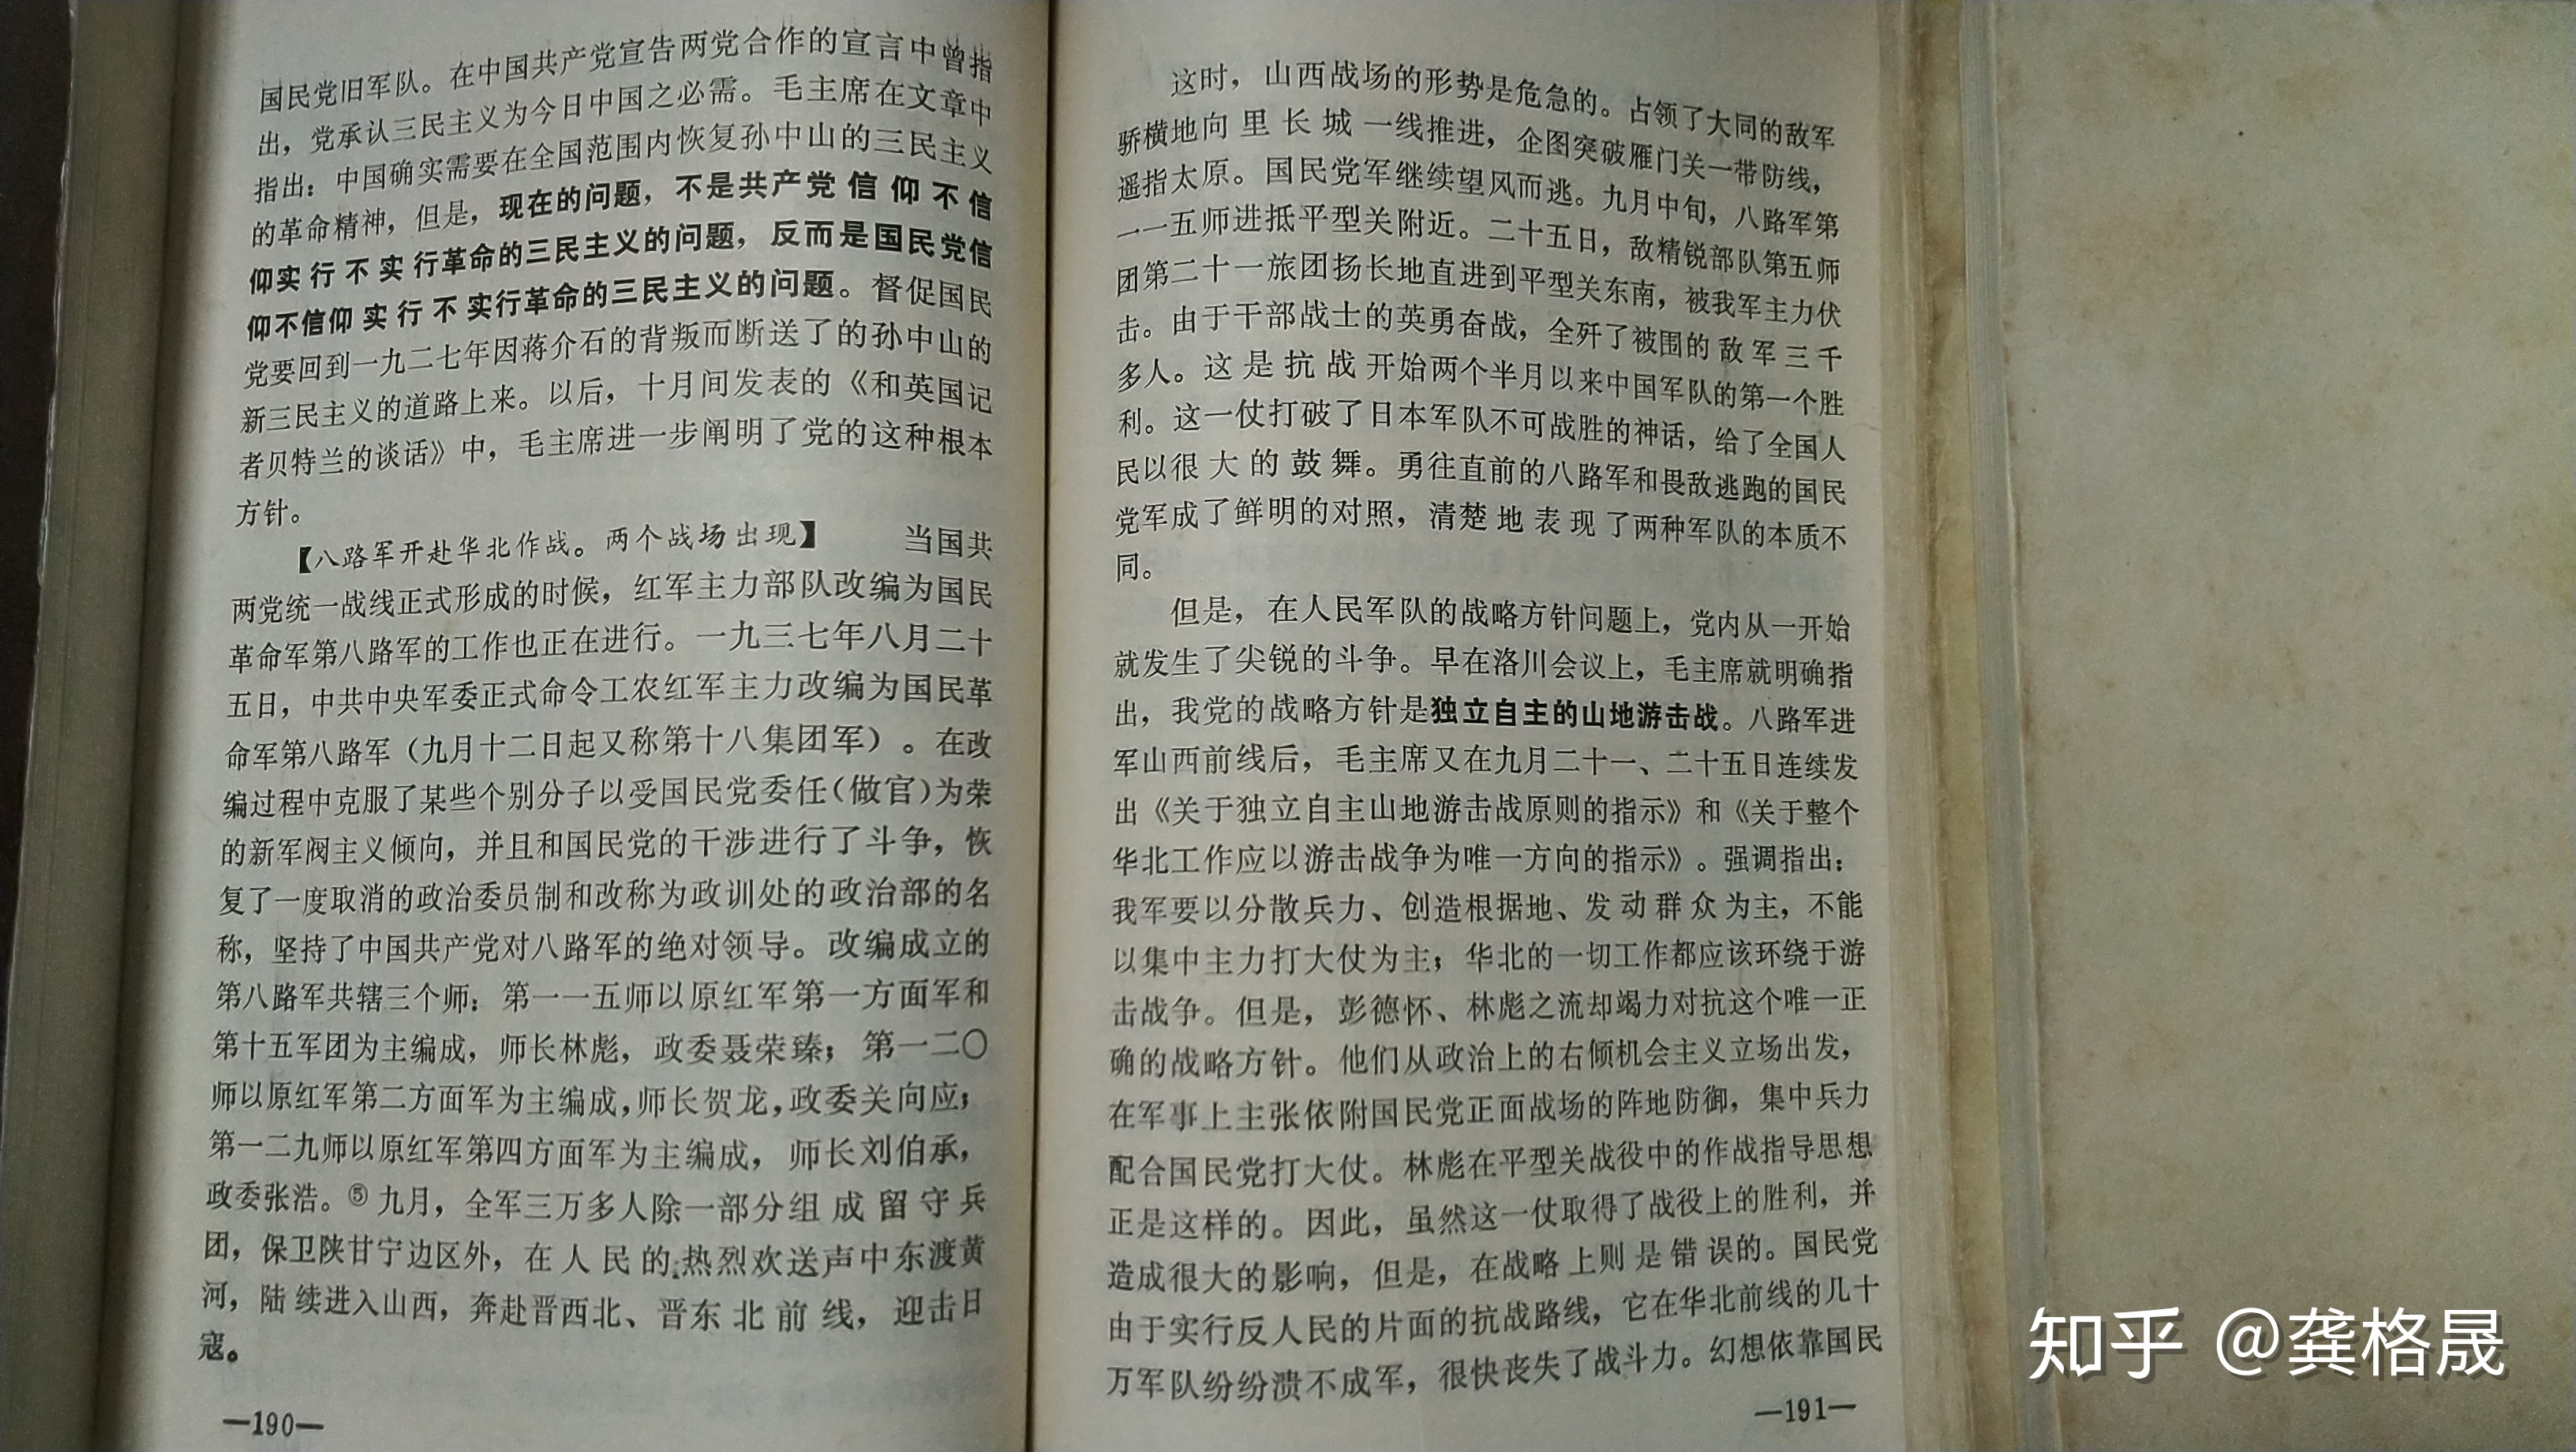 国民党旧军队。在中国共产党宣告两党合作的宣言中曾指
出，党承认三民主义为今日中国之必需。毛主席在文章中
指出：中国确实需要在全国范围内恢复孙中山的三民主义
的革命精神，但是，现在的问题，不是共产党信仰不信
仰实行不实行革命的三民主义的问题，反而是国民党信
仰不信仰实行不实行革命的三民主义的问题。督促国民
党要回到一九二七年因蒋介石的背叛而断送了的孙中山的
新三民主义的道路上来。以后，十月间发表的《和英国记
者贝特兰的谈话》中，毛主席进一步阐明了党的这种根本
方针。
【八路军开赴华北作战。两个战场出现】 当国共
两党统一战线正式形成的时候，红军主力部队改编为国民
革命军第八路军的工作也正在进行。一九三七年八月二十
五日，中共中央军委正式命令工农红军主力改编为国民革
命军第八路军（九月十二日起又称第十八集团军）。在改
编过程中克服了某些个别分子以受国民党委任(做官)为荣
的新军阀主义倾向，并且和国民党的干涉进行了斗争，恢
复了一度取消的政治委员制和改称为政训处的政治部的名
称，坚持了中国共产党对八路军的绝对领导。改编成立的
第八路军共辖三个师：第一一五师以原红军第一方面军和
第十五军团为主编成，师长林彪，政委聂荣臻；第一二〇
师以原红军第二方面军为主编成,师长贺龙,政委关向应；
第一二九师以原红军第四方面军为主编成，师长刘伯承，
政委张浩。⑤九月，全军三万多人除一部分组成留守兵
团，保卫陕甘宁边区外，在人民的热烈欢送声中东渡黄
河，陆续进入山西，奔赴晋西北、晋东北前线，迎击日
寇。
—190—
这时，山西战场的形势是危急的。占领了大同的敌军
骄横地向里长城一线推进，企图突破雁门关一带防线，
遥指太原。国民党军继续望风而逃。九月中旬，八路军第
一一五师进抵平型关附近。二十五日，敌精锐部队第五师
团第二十一旅团扬长地直进到平型关东南，被我军主力伏
击。由于干部战士的英勇奋战，全歼了被围的敌军三千
多人。这是抗战开始两个半月以来中国军队的第一个胜
利。这一仗打破了日本军队不可战胜的神话，给了全国人
民以很大的鼓舞。勇往直前的八路军和畏敌逃跑的国民
党军成了鲜明的对照，清楚地表现了两种军队的本质不
同。
但是，在人民军队的战略方针问题上，党内从一开始
就发生了尖锐的斗争。早在洛川会议上，毛主席就明确指
出，我党的战略方针是独立自主的山地游击战。八路军进
军山西前线后，毛主席又在九月二十一、二十五日连续发
出《关于独立自主山地游击战原则的指示》和《关于整个
华北工作应以游击战争为唯一方向的指示》。强调指出：
我军要以分散兵力、创造根据地、发动群众为主，不能
以集中主力打大仗为主；华北的一切工作都应该环绕于游
击战争。但是，彭德怀、林彪之流却竭力对抗这个唯一正
确的战略方针。他们从政治上的右倾机会主义立场出发，
在军事上主张依附国民党正面战场的阵地防御，集中兵力
配合国民党打大仗。林彪在平型关战役中的作战指导思想
正是这样的。因此，虽然这一仗取得了战役上的胜利，并
造成很大的影响，但是，在战略上则是错误的。国民党
由于实行反人民的片面的抗战路线，它在华北前线的几十
万军队纷纷溃不成军，很快丧失了战斗力。幻想依靠国民
—191—
知乎 @龚格晟